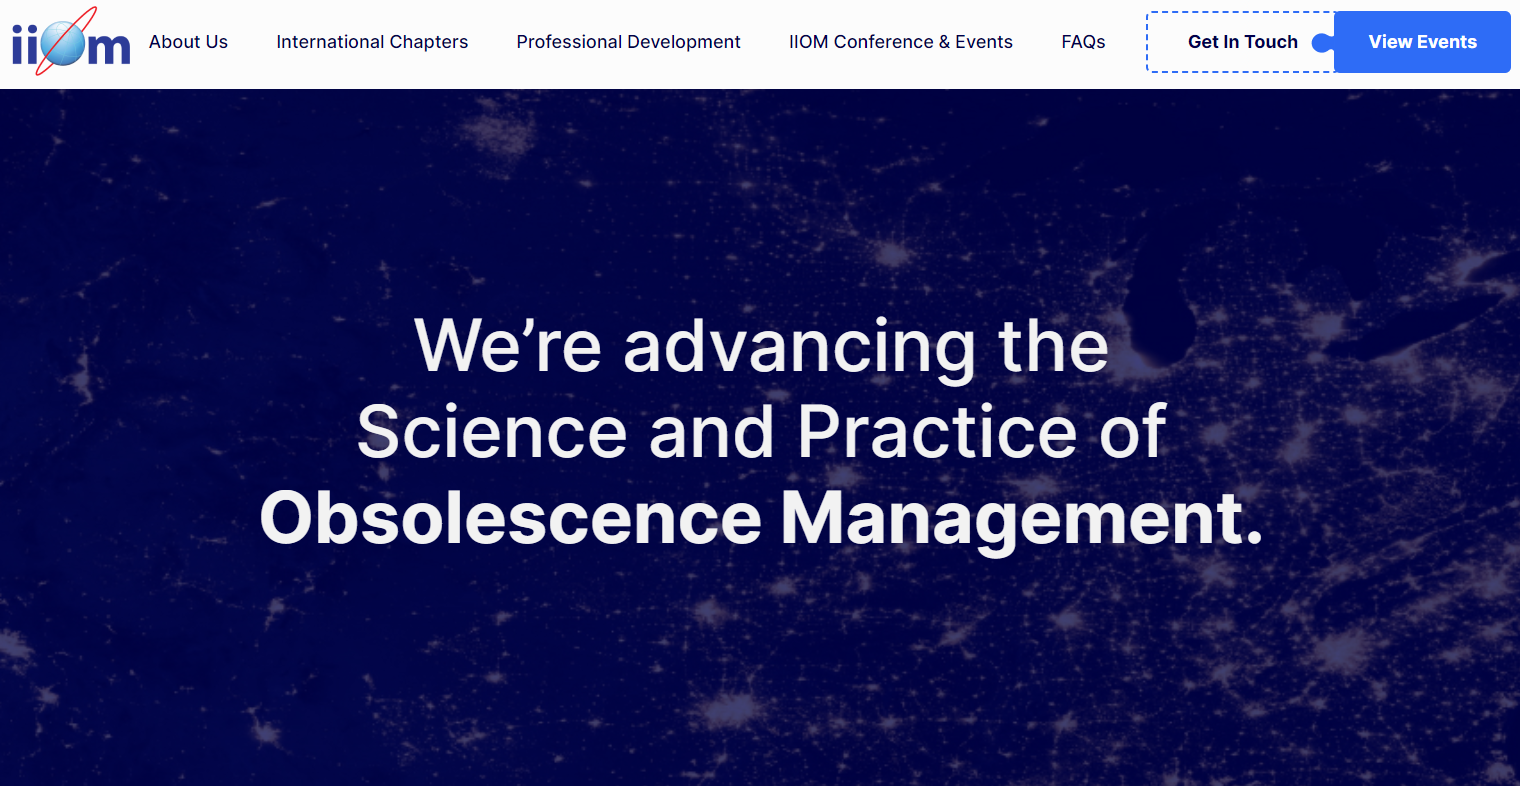 iiOm
About Us
International Chapters
Professional Development
IIOM Conference & Events
FAQs
Get In Touch
View Events
We’re advancing the
Science and Practice of
Obsolescence Management.